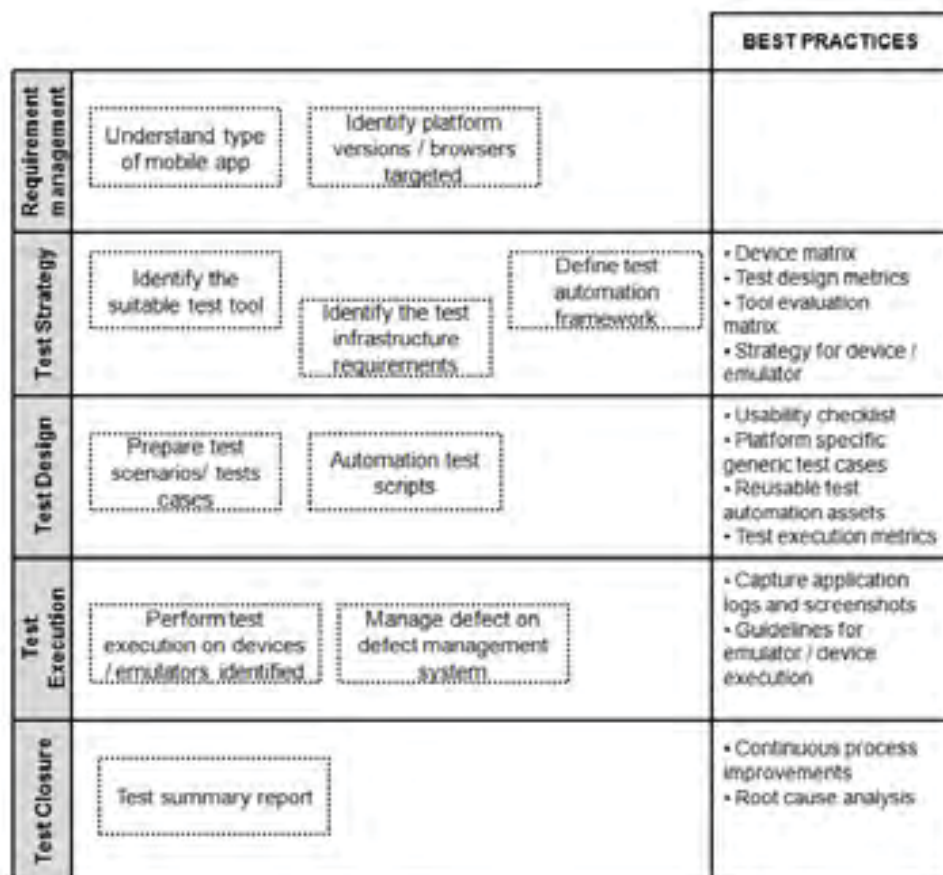 BEST PRACTICES
Requirement
management
Understand type
of mobile app
Identify platform
versions / browsers
targeted
Test Strategy
Identify the
suitable test tool
Identify the test
infrastructure
requirements
Define test
automation
framework
• Device matrix
• Test design metrics
• Tool evaluation
matrix
• Strategy for device /
emulator
Test Design
Prepare test
scenarios/ tests
cases
Automation test
scripts
• Usability checklist
• Platform specific
generic test cases
• Reusable test
automation assets
• Test execution metrics
Test
Execution
Perform test
execution on devices
/ emulators identified
Manage defect on
defect management
system
• Capture application
logs and screenshots
• Guidelines for
emulator / device
execution
Test Closure
Test summary report
• Continuous process
improvements
• Root cause analysis